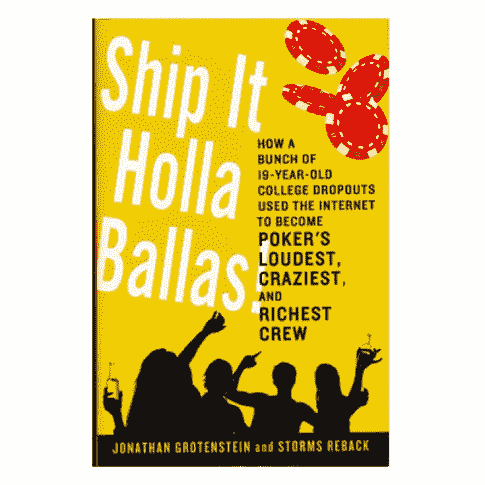 Ship It
Holla
Ballas!
HOW A
BUNCH OF
19-YEAR-OLD
COLLEGE DROPOUTS
USED THE INTERNET
TO BECOME
POKER'S
LOUDEST,
CRAZIEST,
AND
RICHEST
CREW
JONATHAN GROTENSTEIN and STORMS REBACK